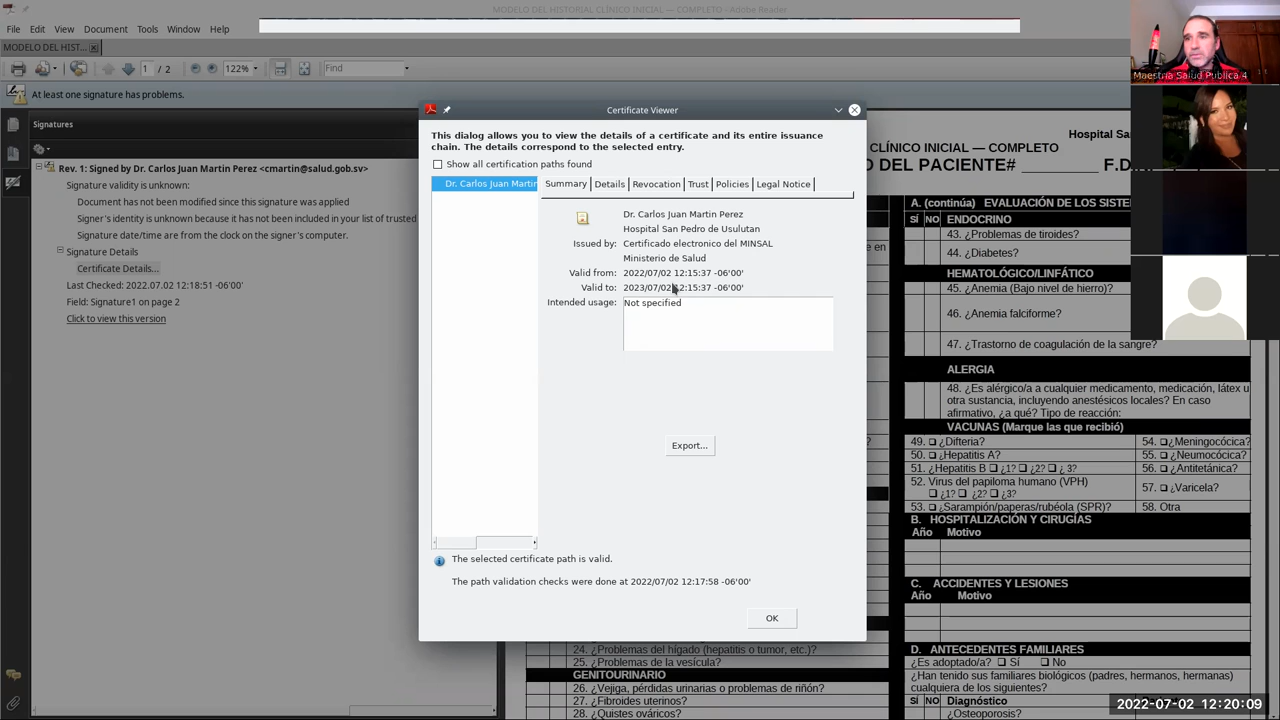 MODELO DEL HISTORIAL CLÍNICO INICIAL — COMPLETO - Adobe Reader
File Edit View Document Tools Window Help
MODELO DEL HIST...
1 / 2 122% Find
At least one signature has problems.
Signatures
Rev. 1: Signed by Dr. Carlos Juan Martin Perez <cmartin@salud.gob.sv>
Signature validity is unknown:
Document has not been modified since this signature was applied
Signer's identity is unknown because it has not been included in your list of trusted
Signature date/time are from the clock on the signer's computer.
Signature Details
Certificate Details...
Last Checked: 2022.07.02 12:18:51 -06'00'
Field: Signature1 on page 2
Click to view this version
Certificate Viewer
This dialog allows you to view the details of a certificate and its entire issuance
chain. The details correspond to the selected entry.
Show all certification paths found
Dr. Carlos Juan Martin
Summary Details Revocation Trust Policies Legal Notice
Dr. Carlos Juan Martin Perez
Hospital San Pedro de Usulutan
Issued by: Certificado electronico del MINSAL
Ministerio de Salud
Valid from: 2022/07/02 12:15:37 -06'00'
Valid to: 2023/07/02 12:15:37 -06'00'
Intended usage: Not specified
Export...
The selected certificate path is valid.
The path validation checks were done at 2022/07/02 12:17:58 -06'00'
OK
24. ¿Problemas del hígado (hepatitis o tumor, etc.)?
25. ¿Problemas de la vesícula?
GENITOURINARIO
26. ¿Vejiga, pérdidas urinarias o problemas de riñón?
27. ¿Fibroides uterinos?
28. ¿Quistes ováricos?
Hospital Sa
CLÍNICO INICIAL — COMPLETO
O DEL PACIENTE# ________ F.D
A. (continúa) EVALUACIÓN DE LOS SISTE
SÍ NO ENDOCRINO
43. ¿Problemas de tiroides?
44. ¿Diabetes?
HEMATOLÓGICO/LINFÁTICO
45. ¿Anemia (Bajo nivel de hierro)?
46. ¿Anemia falciforme?
47. ¿Trastorno de coagulación de la sangre?
ALERGIA
48. ¿Es alérgico/a a cualquier medicamento, medicación, látex u
otra sustancia, incluyendo anestésicos locales? En caso
afirmativo, ¿a qué? Tipo de reacción:
VACUNAS (Marque las que recibió)
49. ❑ ¿Difteria? 54. ❑ ¿Meningocócica?
50. ❑ ¿Hepatitis A? 55. ❑ ¿Neumocócica?
51. ¿Hepatitis B ❑ ¿1? ❑ ¿2? ❑ ¿ 3? 56. ❑ ¿Antitetánica?
52. Virus del papiloma humano (VPH)
❑ ¿1? ❑ ¿2? ❑ ¿3? 57. ❑ ¿Varicela?
53. ❑ ¿Sarampión/paperas/rubéola (SPR)? 58. Otra
B. HOSPITALIZACIÓN Y CIRUGÍAS
Año Motivo
C. ACCIDENTES Y LESIONES
Año Motivo
D. ANTECEDENTES FAMILIARES
¿Es adoptado/a? ❑ Sí ❑ No
¿Han tenido sus familiares biológicos (padres, hermanos, hermanas)
cualquiera de los siguientes?
SÍ NO Diagnóstico
¿Osteoporosis?
Maestria Salud Publica 4
2022-07-02 12:20:09